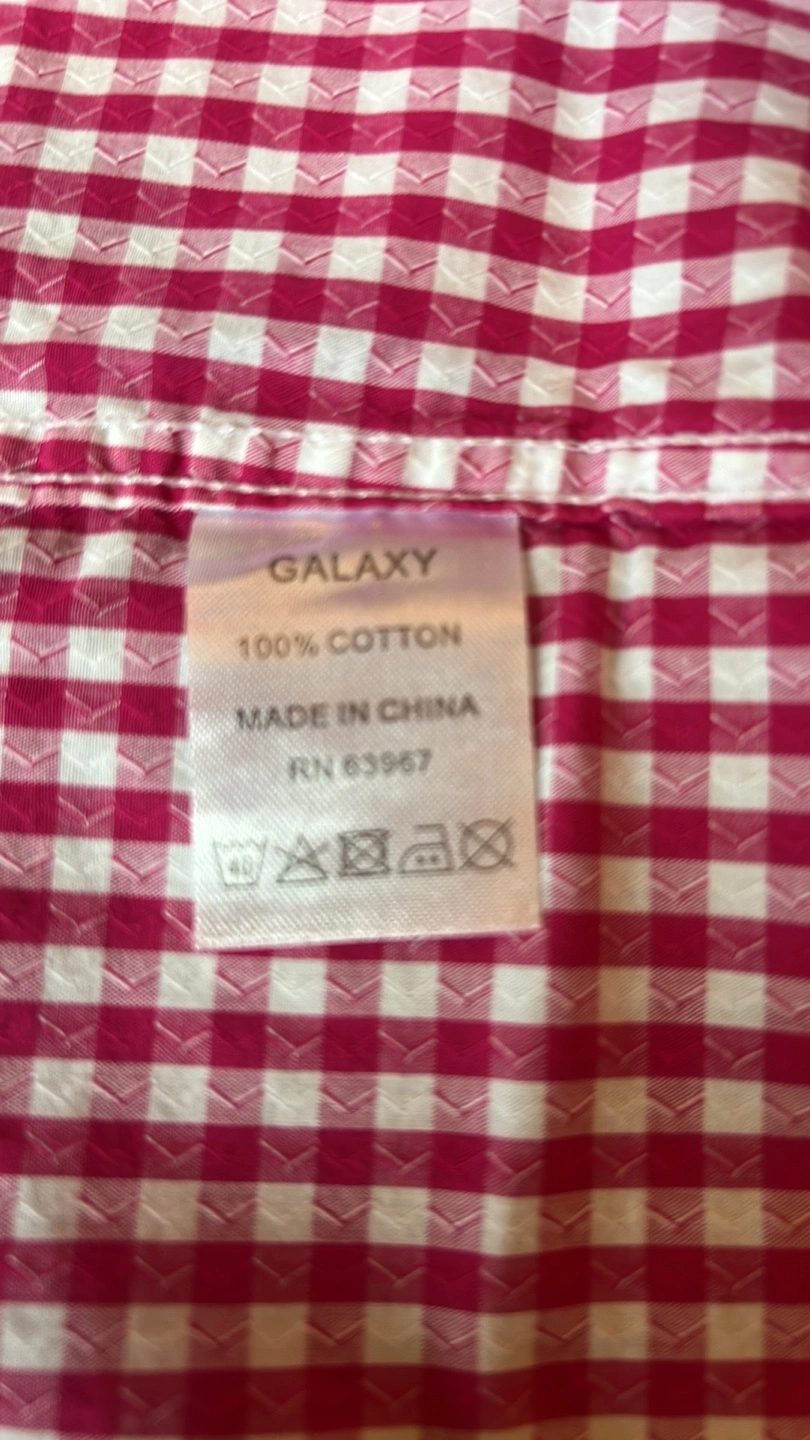 GALAXY
100% COTTON
MADE IN CHINA
RN 63967
40